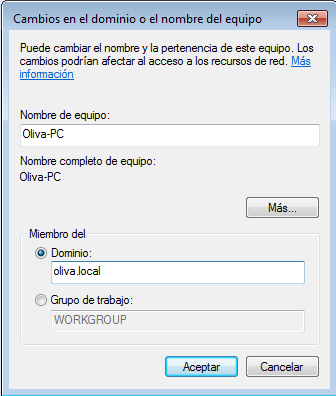 Cambios en el dominio o el nombre del equipo
Puede cambiar el nombre y la pertenencia de este equipo. Los
cambios podrían afectar al acceso a los recursos de red. Más
información
Nombre de equipo:
Oliva-PC
Nombre completo de equipo:
Oliva-PC
Más...
Miembro del
Dominio:
oliva.local
Grupo de trabajo:
WORKGROUP
Aceptar
Cancelar